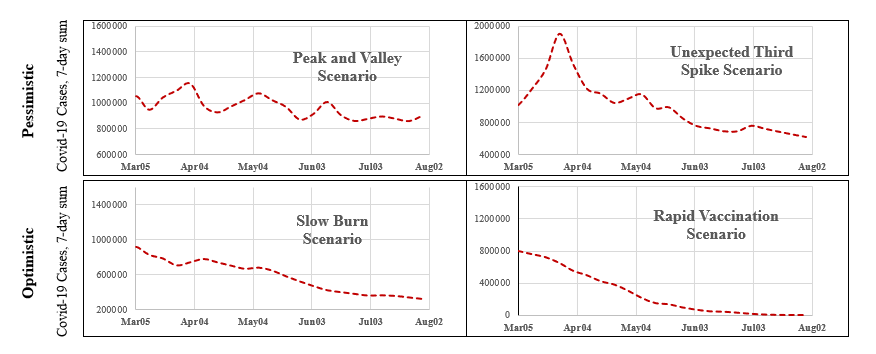 Pessimistic
Covid-19 Cases, 7-day sum
1600000
1400000
1200000
1000000
800000
600000
Peak and Valley
Scenario
Mar05 Apr04 May04 Jun03 Jul03 Aug02
2000000
1600000
1200000
800000
400000
Unexpected Third
Spike Scenario
Mar05 Apr04 May04 Jun03 Jul03 Aug02
Optimistic
Covid-19 Cases, 7-day sum
1400000
1000000
600000
200000
Slow Burn
Scenario
Mar05 Apr04 May04 Jun03 Jul03 Aug02
1600000
1200000
800000
400000
0
Rapid Vaccination
Scenario
Mar05 Apr04 May04 Jun03 Jul03 Aug02